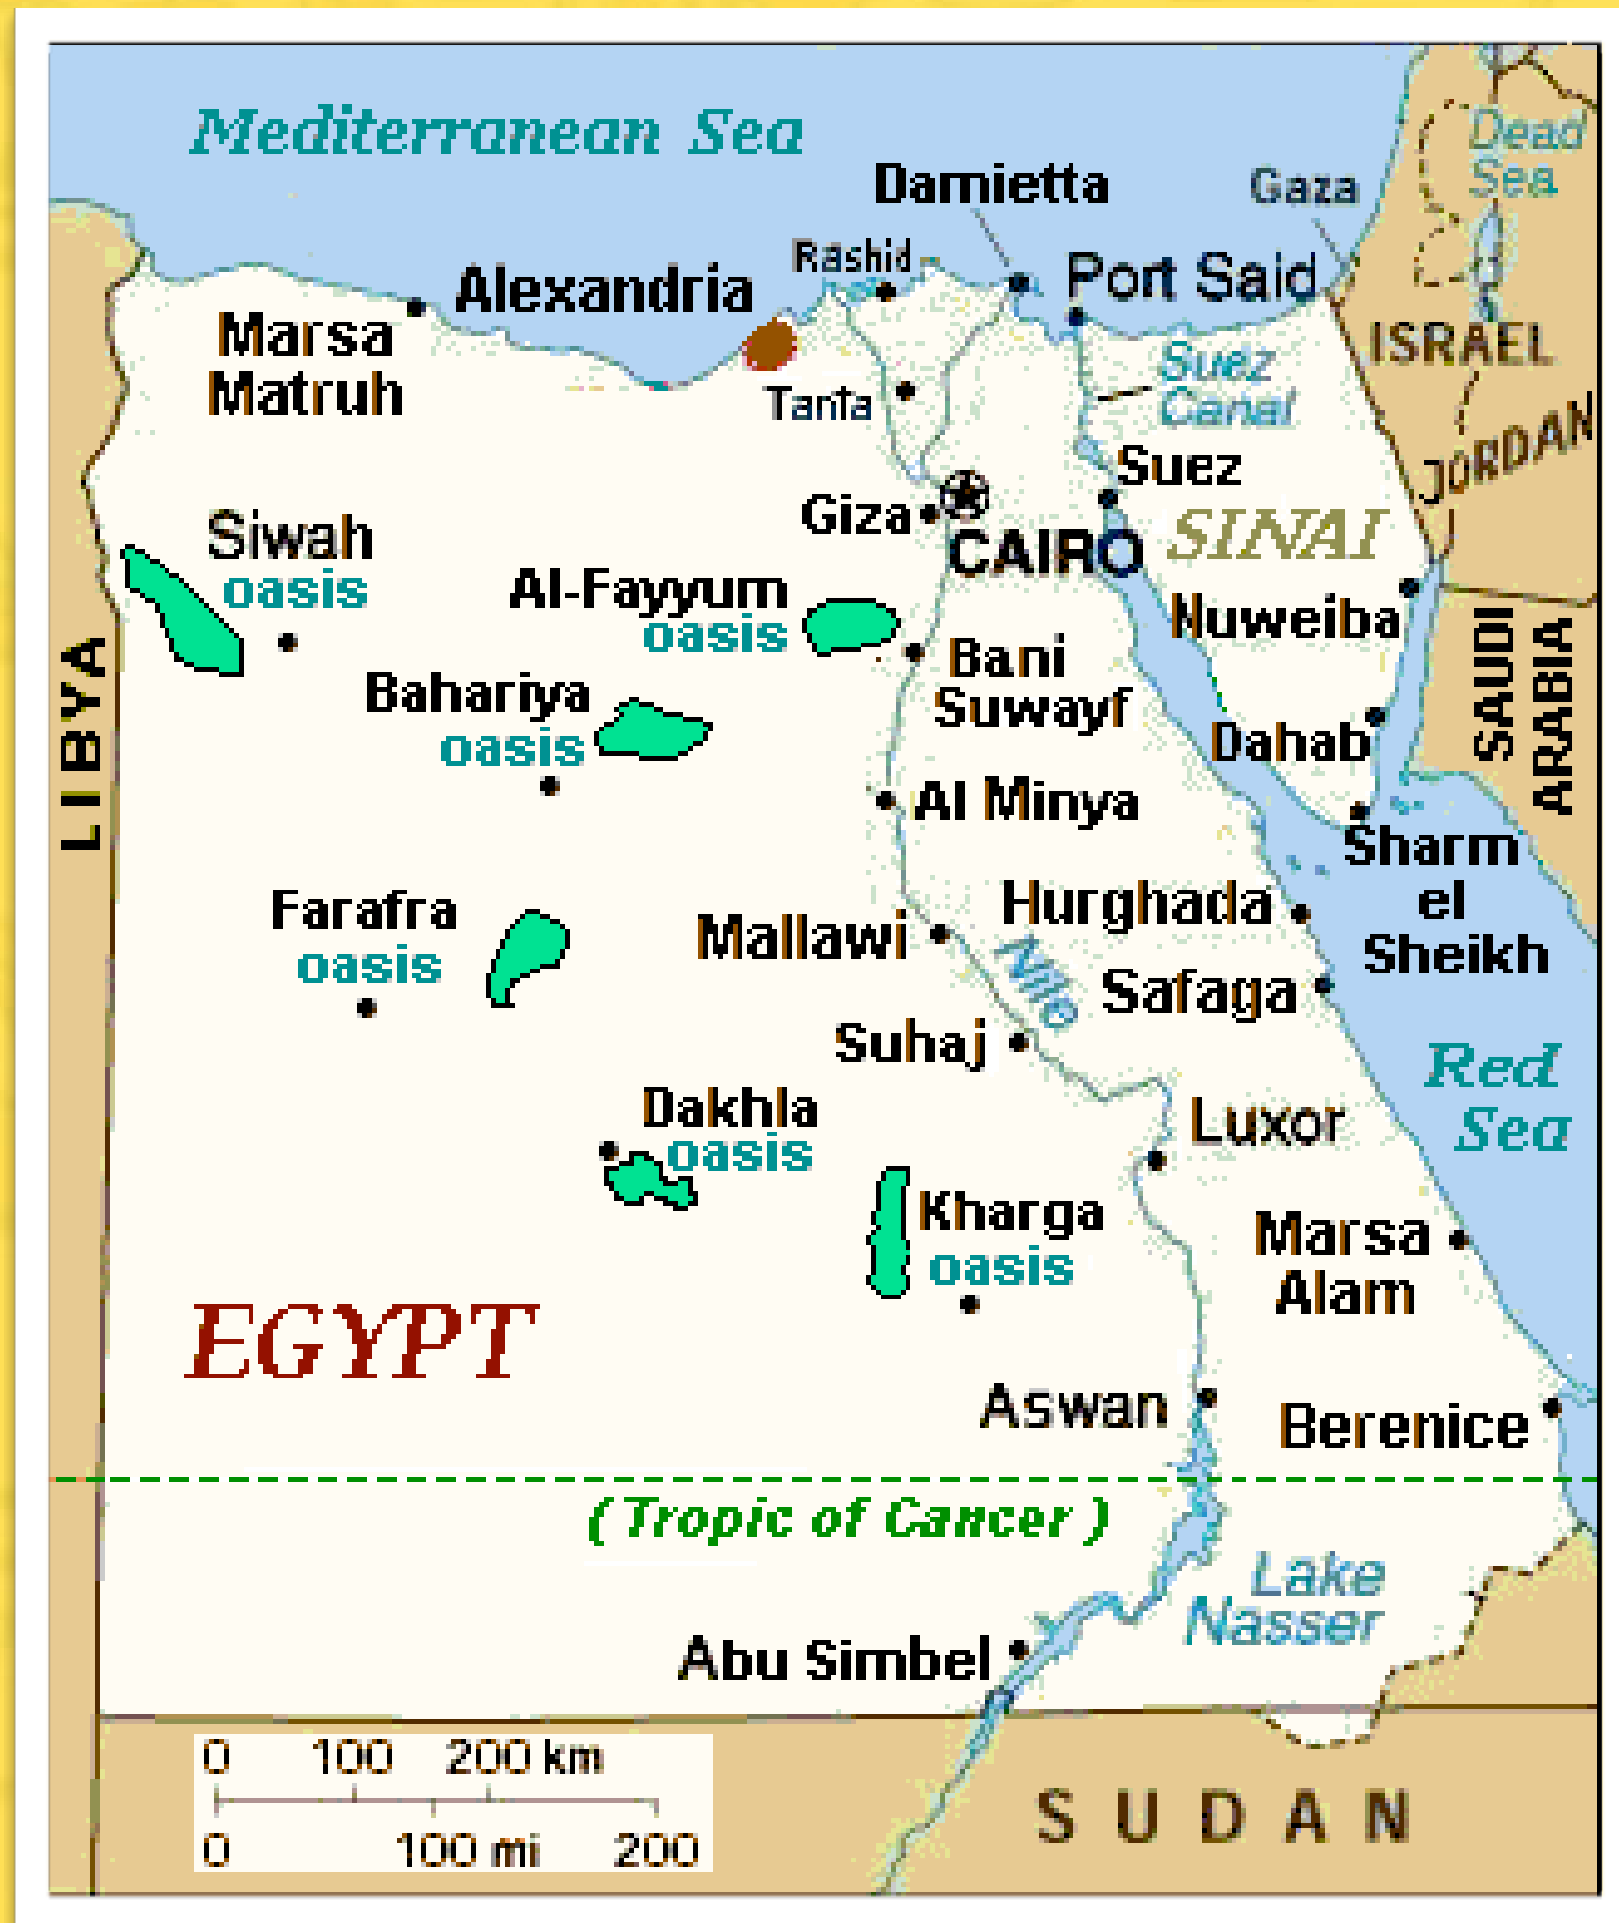 Mediterranean Sea
Dead
Sea
Damietta
Gaza
Rashid
Port Said
Alexandria
Marsa
Matruh
ISRAEL
Suez
Canal
Tanta
JORDAN
Suez
Giza
CAIRO
SINAI
Siwah
oasis
Al-Fayyum
oasis
Nuweiba
Bani
Suwayf
SAUDI
ARABIA
LIBYA
Bahariya
oasis
Dahab
Al Minya
Sharm
el
Sheikh
Farafra
oasis
Mallawi
Hurghada
Nile
Safaga
Suhaj
Red
Sea
Dakhla
oasis
Luxor
Kharga
oasis
Marsa
Alam
EGYPT
Aswan
Berenice
( Tropic of Cancer )
Lake
Nasser
Abu Simbel
0 100 200 km
0 100 mi 200
SUDAN